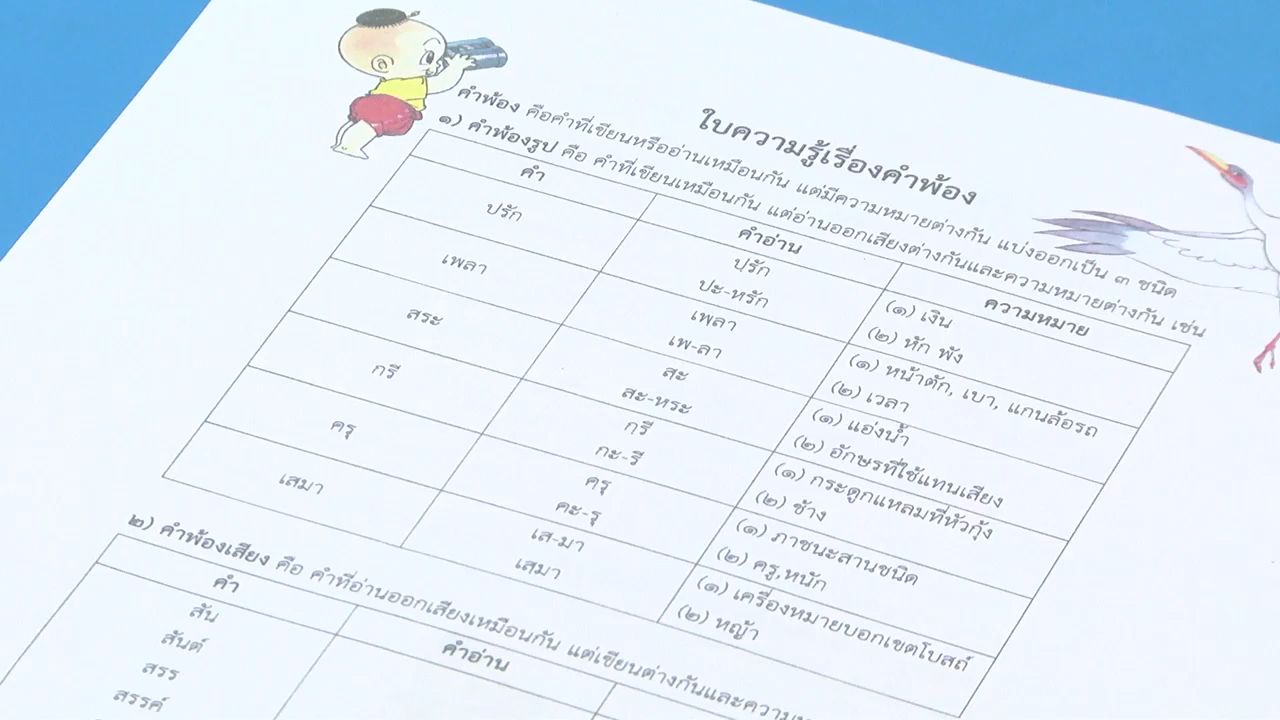 ใบความรู้เรื่องคำพ้อง
คำพ้อง คือคำที่เขียนหรืออ่านเหมือนกัน แต่มีความหมายต่างกัน แบ่งออกเป็น ๓ ชนิด
๑) คำพ้องรูป คือ คำที่เขียนเหมือนกัน แต่อ่านออกเสียงต่างกันและความหมายต่างกัน เช่น
คำ คำอ่าน ความหมาย
ปรัก ปรัก (๑) เงิน
ปะ-หรัก (๒) หัก พัง
เพลา เพลา (๑) หน้าตัก, เบา, แกนล้อรถ
เพ-ลา (๒) เวลา
สระ สะ (๑) แอ่งน้ำ
สะ-หระ (๒) อักษรที่ใช้แทนเสียง
กรี กรี (๑) กระดูกแหลมที่หัวกุ้ง
กะ-รี (๒) ช้าง
ครุ ครุ (๑) ภาชนะสานชนิด
คะ-รุ (๒) ครู,หนัก
เสมา เส-มา (๑) เครื่องหมายบอกเขตโบสถ์
เสมา (๒) หญ้า
๒) คำพ้องเสียง คือ คำที่อ่านออกเสียงเหมือนกัน แต่เขียนต่างกันและความ
คำ คำอ่าน
สัน
สันต์
สรร
สรรค์